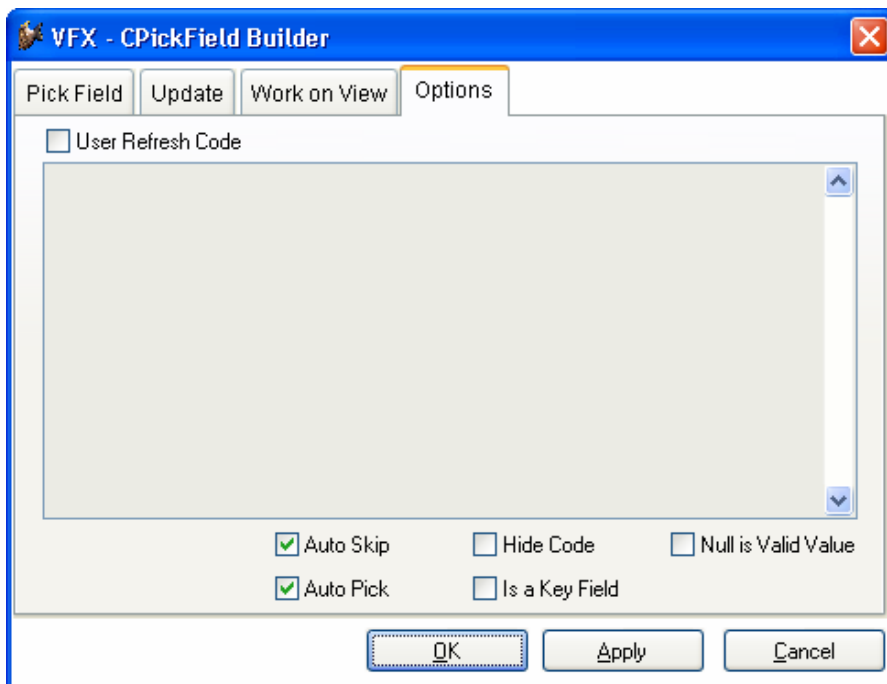 VFX - CPickField Builder
Pick Field Update Work on View Options
User Refresh Code
Auto Skip Hide Code Null is Valid Value
Auto Pick Is a Key Field
OK Apply Cancel